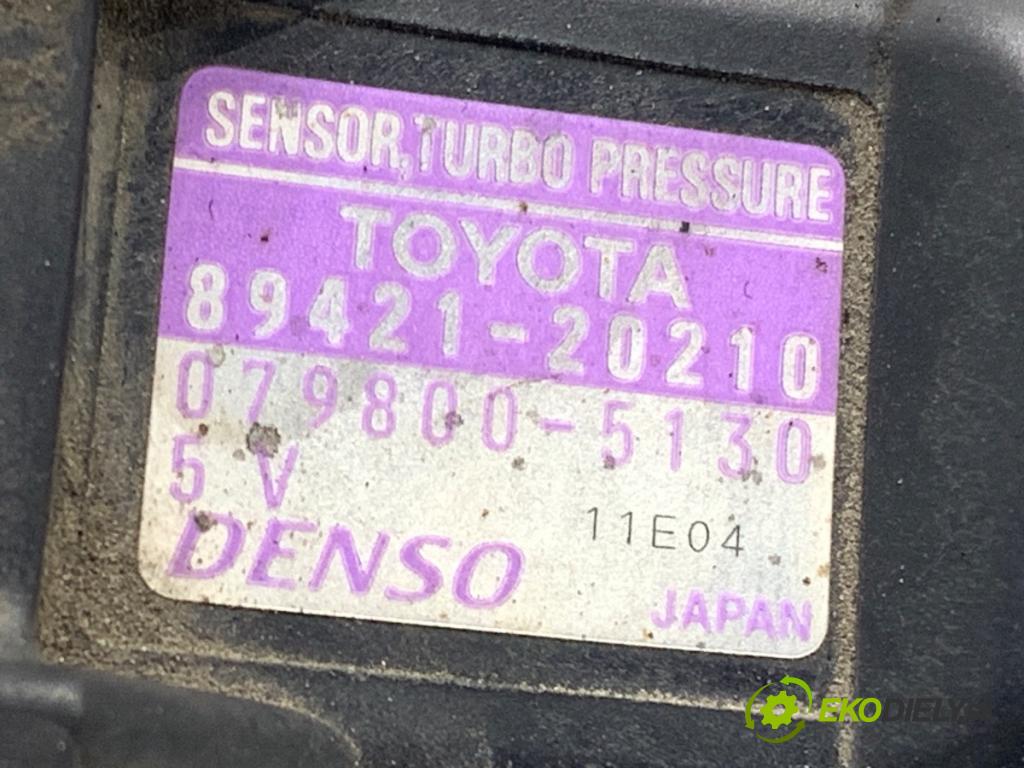 SENSOR,TURBO PRESSURE
TOYOTA
89421-20210
079800-5130
5 V
11E04
DENSO
JAPAN
EKODIELY